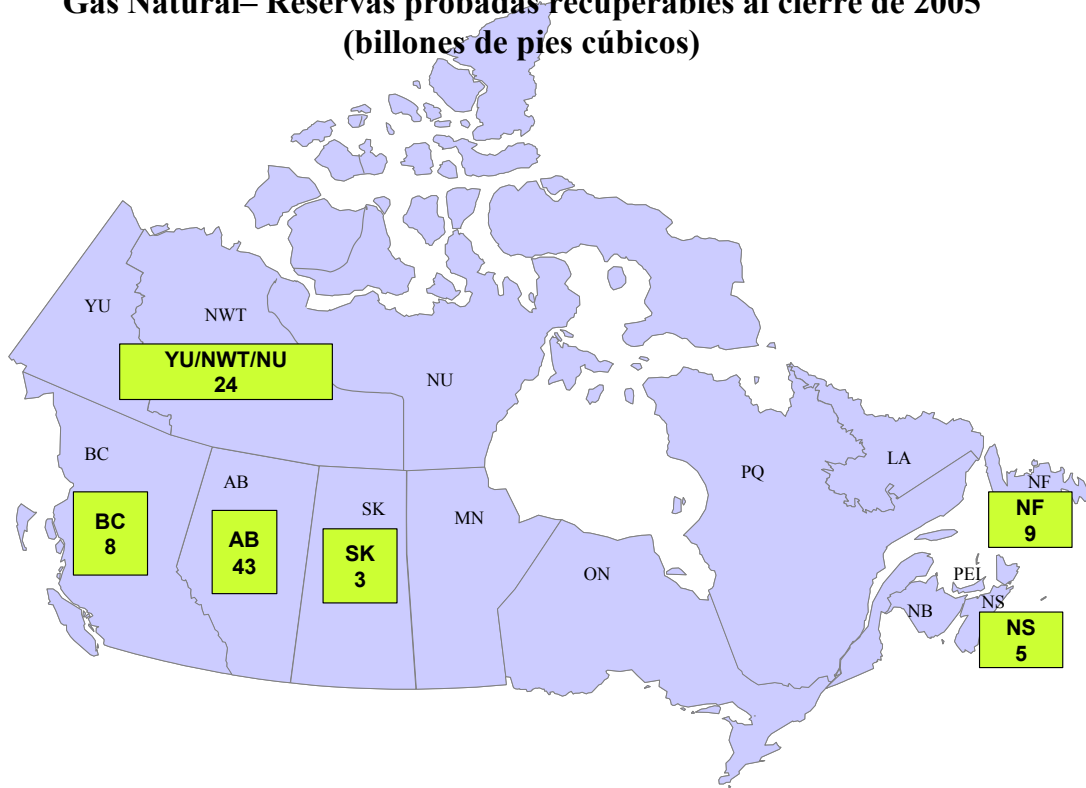 Gas Natural– Reservas probadas recuperables al cierre de 2005
(billones de pies cúbicos)
YU
NWT
YU/NWT/NU
24
NU
BC
AB
SK
MN
PQ
LA
NF
BC
8
AB
43
SK
3
NF
9
ON
PEI
NB
NS
NS
5